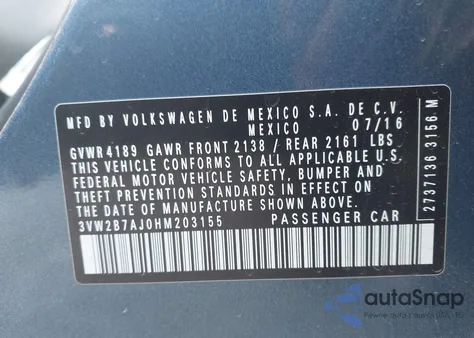 MFD BY VOLKSWAGEN DE MEXICO S.A. DE C.V.
MEXICO 07/16
GVWR 4189 GAWR FRONT 2138 / REAR 2161 LBS
THIS VEHICLE CONFORMS TO ALL APPLICABLE U.S.
FEDERAL MOTOR VEHICLE SAFETY, BUMPER AND
THEFT PREVENTION STANDARDS IN EFFECT ON THE
DATE OF MANUFACTURE SHOWN ABOVE.
3VW2B7AJ0HM203155 PASSENGER CAR
2737136 3156 M
autoSnap